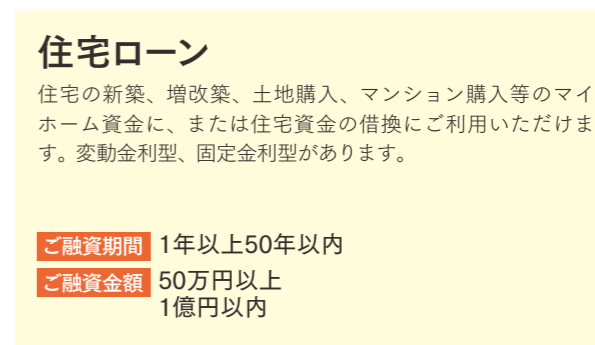 住宅ローン
住宅の新築、増改築、土地購入、マンション購入等のマイ
ホーム資金に、または住宅資金の借換にご利用いただけま
す。変動金利型、固定金利型があります。
ご融資期間 1年以上50年以内
ご融資金額 50万円以上
1億円以内